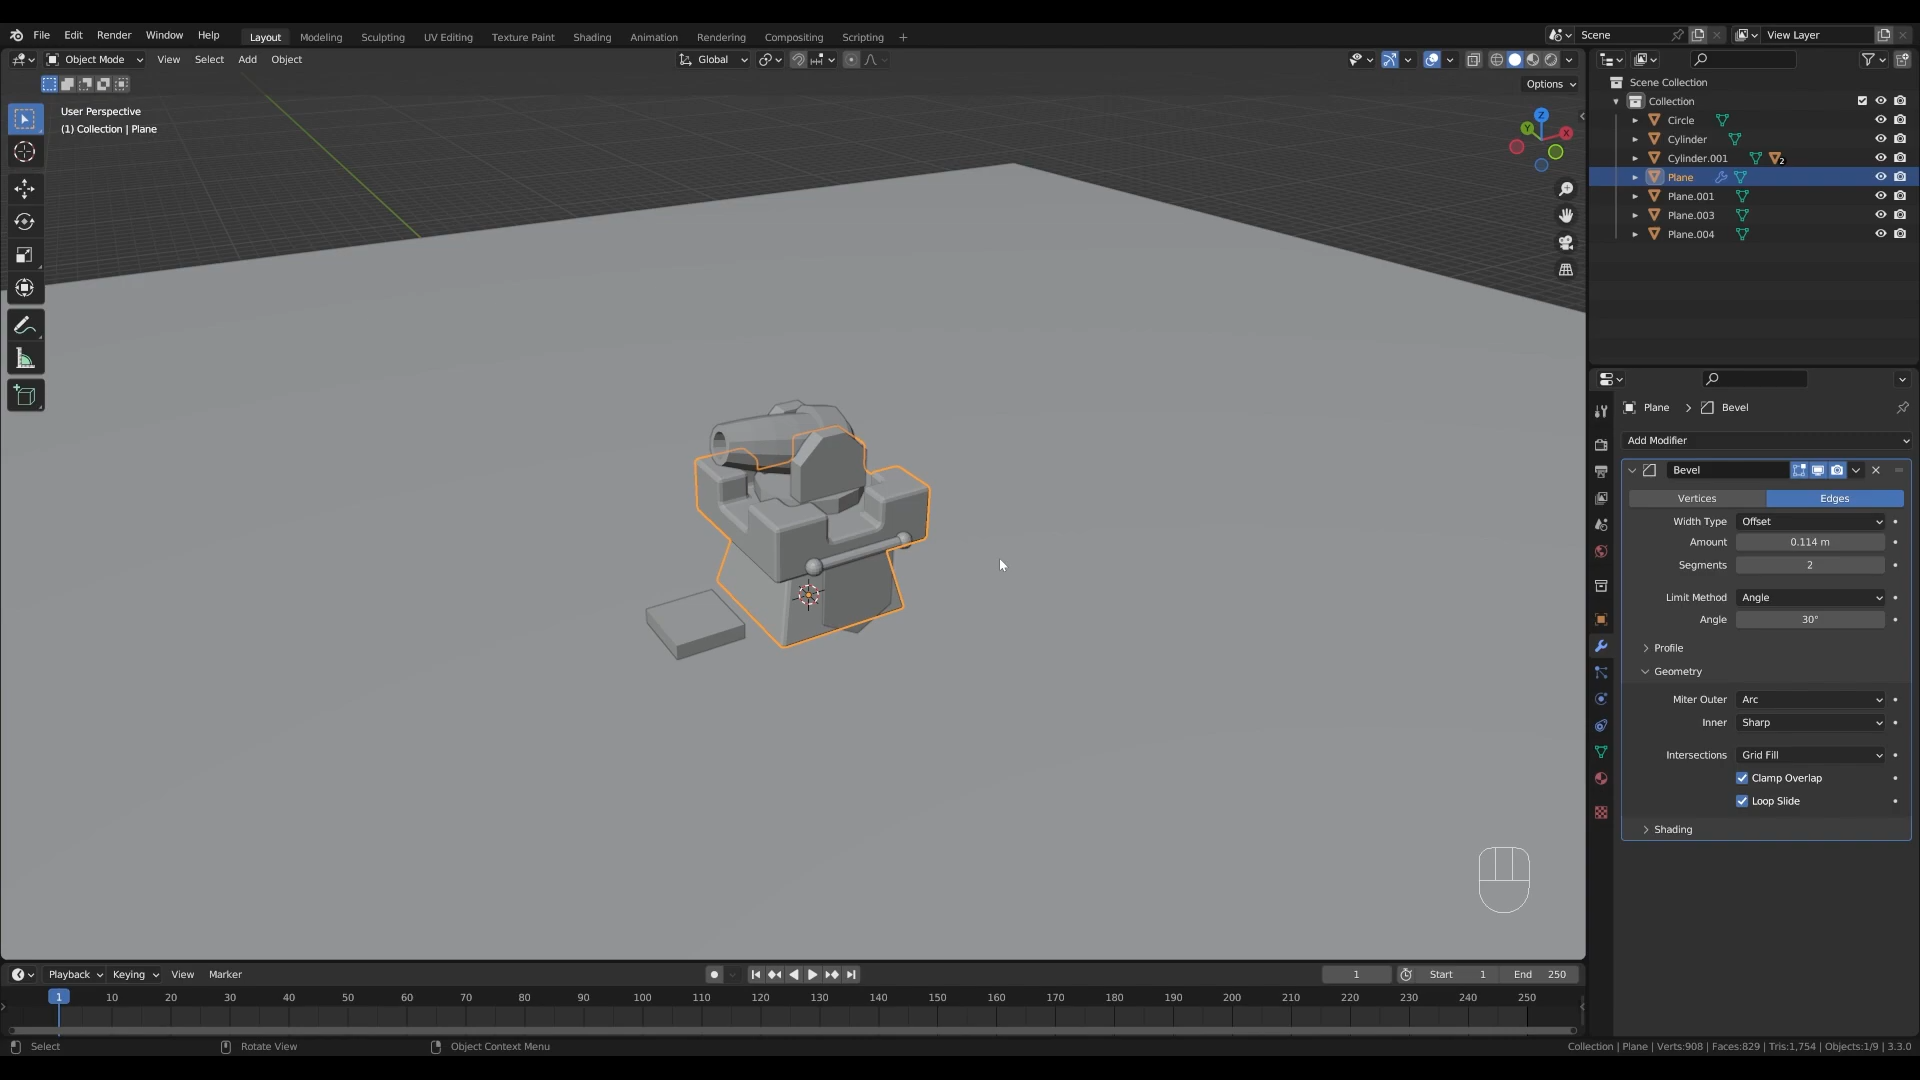 File Edit Render Window Help Layout Modeling Sculpting UV Editing Texture Paint Shading Animation Rendering Compositing Scripting + Scene View Layer
Object Mode View Select Add Object Global
Options
User Perspective
(1) Collection | Plane
Z
Y
X
Scene Collection
Collection
Circle
Cylinder
Cylinder.001 2
Plane
Plane.001
Plane.003
Plane.004
Plane > Bevel
Add Modifier
Bevel
Vertices Edges
Width Type Offset
Amount 0.114 m
Segments 2
Limit Method Angle
Angle 30°
Profile
Geometry
Miter Outer Arc
Inner Sharp
Intersections Grid Fill
Clamp Overlap
Loop Slide
Shading
Playback Keying View Marker 1 Start 1 End 250
1 10 20 30 40 50 60 70 80 90 100 110 120 130 140 150 160 170 180 190 200 210 220 230 240 250
Select Rotate View Object Context Menu Collection | Plane | Verts:908 | Faces:829 | Tris:1,754 | Objects:1/9 | 3.3.0